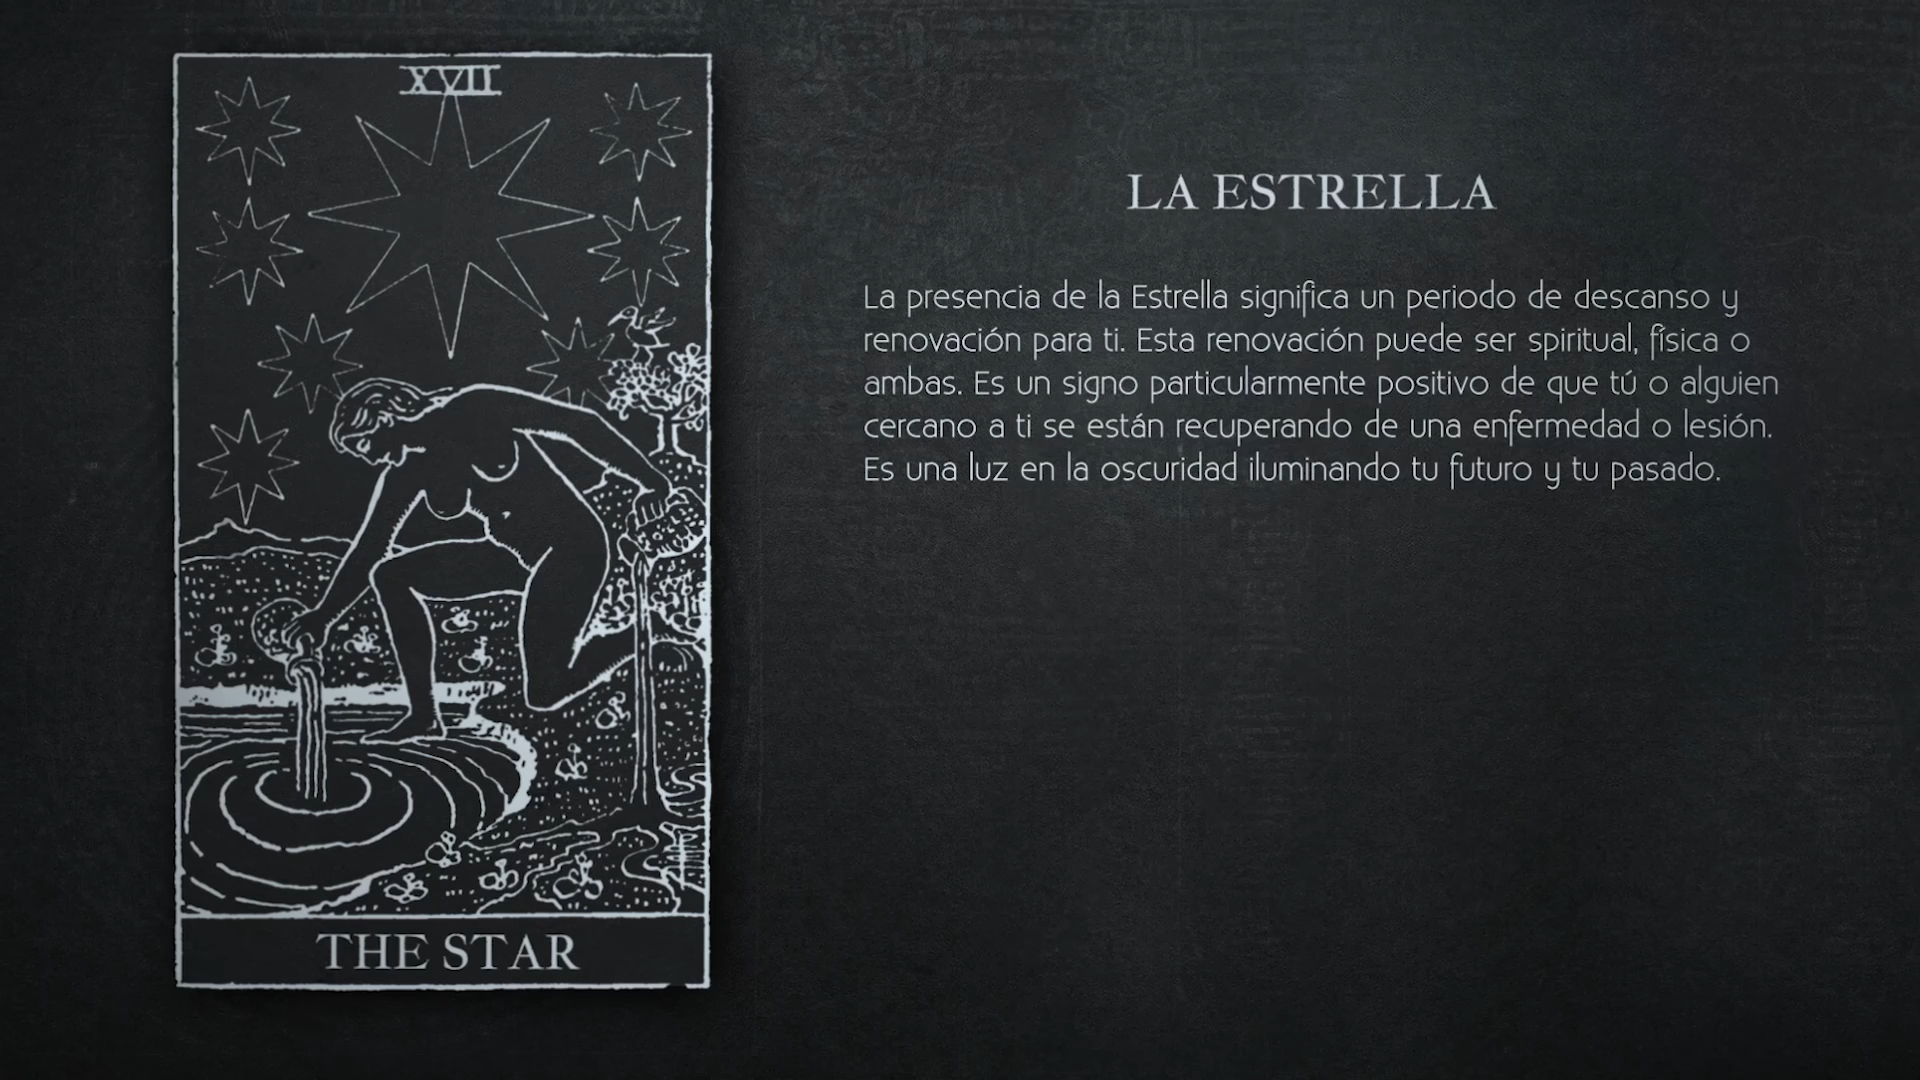 XVII
THE STAR
LA ESTRELLA
La presencia de la Estrella significa un periodo de descanso y
renovación para ti. Esta renovación puede ser spiritual, física o
ambas. Es un signo particularmente positivo de que tú o alguien
cercano a ti se están recuperando de una enfermedad o lesión.
Es una luz en la oscuridad iluminando tu futuro y tu pasado.